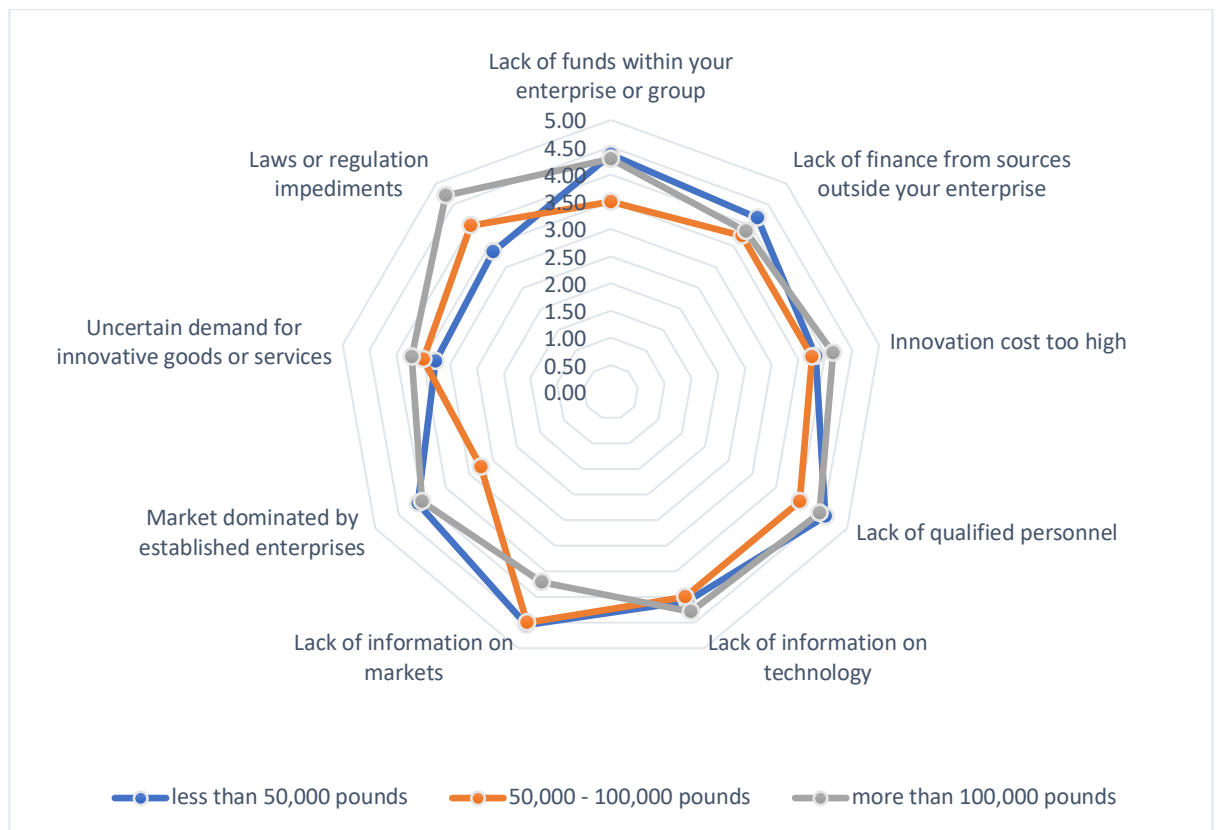 Lack of funds within your
enterprise or group
Lack of finance from sources
outside your enterprise
Innovation cost too high
Lack of qualified personnel
Lack of information on
technology
Lack of information on
markets
Market dominated by
established enterprises
Uncertain demand for
innovative goods or services
Laws or regulation
impediments
5.00
4.50
4.00
3.50
3.00
2.50
2.00
1.50
1.00
0.50
0.00
less than 50,000 pounds
50,000 - 100,000 pounds
more than 100,000 pounds